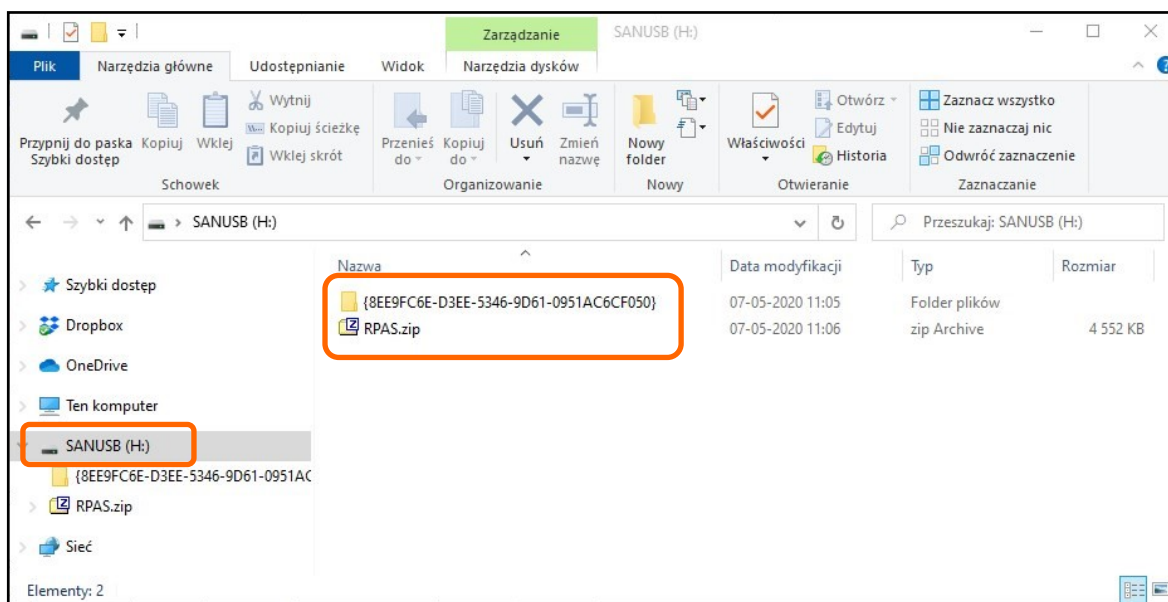 Zarządzanie SANUSB (H:)
Plik Narzędzia główne Udostępnianie Widok Narzędzia dysków
Przypnij do paska Szybki dostęp
Kopiuj
Wklej
Wytnij
Kopiuj ścieżkę
Wklej skrót
Schowek
Przenieś do
Kopiuj do
Usuń
Zmień nazwę
Organizowanie
Nowy folder
Nowy
Właściwości
Otwórz
Edytuj
Historia
Otwieranie
Zaznacz wszystko
Nie zaznaczaj nic
Odwróć zaznaczenie
Zaznaczanie
SANUSB (H:)
Przeszukaj: SANUSB (H:)
Szybki dostęp
Dropbox
OneDrive
Ten komputer
SANUSB (H:)
{8EE9FC6E-D3EE-5346-9D61-0951AC
RPAS.zip
Sieć
Nazwa Data modyfikacji Typ Rozmiar
{8EE9FC6E-D3EE-5346-9D61-0951AC6CF050} 07-05-2020 11:05 Folder plików
RPAS.zip 07-05-2020 11:06 zip Archive 4 552 KB
Elementy: 2